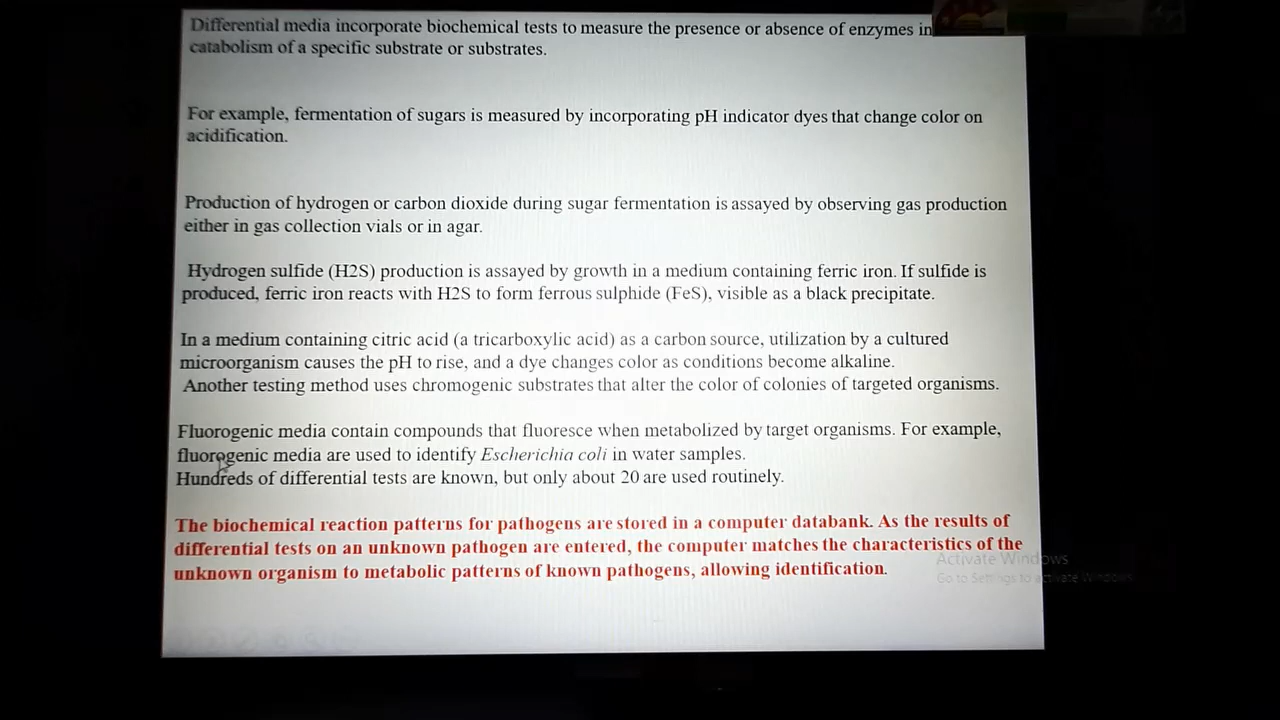 Differential media incorporate biochemical tests to measure the presence or absence of enzymes in
catabolism of a specific substrate or substrates.
For example, fermentation of sugars is measured by incorporating pH indicator dyes that change color on
acidification.
Production of hydrogen or carbon dioxide during sugar fermentation is assayed by observing gas production
either in gas collection vials or in agar.
Hydrogen sulfide (H2S) production is assayed by growth in a medium containing ferric iron. If sulfide is
produced, ferric iron reacts with H2S to form ferrous sulphide (FeS), visible as a black precipitate.
In a medium containing citric acid (a tricarboxylic acid) as a carbon source, utilization by a cultured
microorganism causes the pH to rise, and a dye changes color as conditions become alkaline.
Another testing method uses chromogenic substrates that alter the color of colonies of targeted organisms.
Fluorogenic media contain compounds that fluoresce when metabolized by target organisms. For example,
fluorogenic media are used to identify Escherichia coli in water samples.
Hundreds of differential tests are known, but only about 20 are used routinely.
The biochemical reaction patterns for pathogens are stored in a computer databank. As the results of
differential tests on an unknown pathogen are entered, the computer matches the characteristics of the
unknown organism to metabolic patterns of known pathogens, allowing identification.
Activate Windows
Go to Settings to activate Windows.